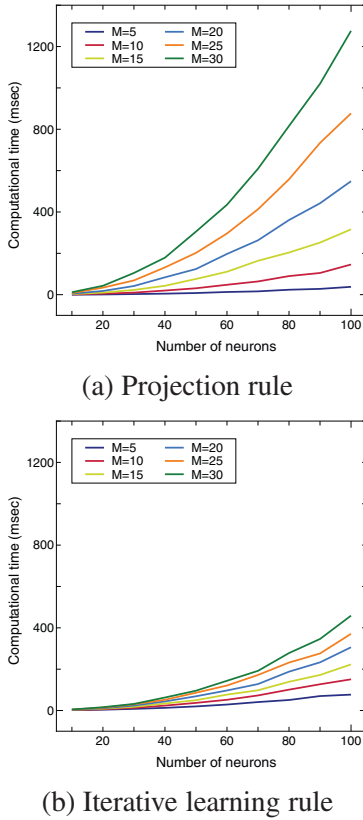 1200
800
400
0
Computational time (msec)
M=5 M=20
M=10 M=25
M=15 M=30
20 40 60 80 100
Number of neurons
(a) Projection rule
1200
800
400
0
Computational time (msec)
M=5 M=20
M=10 M=25
M=15 M=30
20 40 60 80 100
Number of neurons
(b) Iterative learning rule